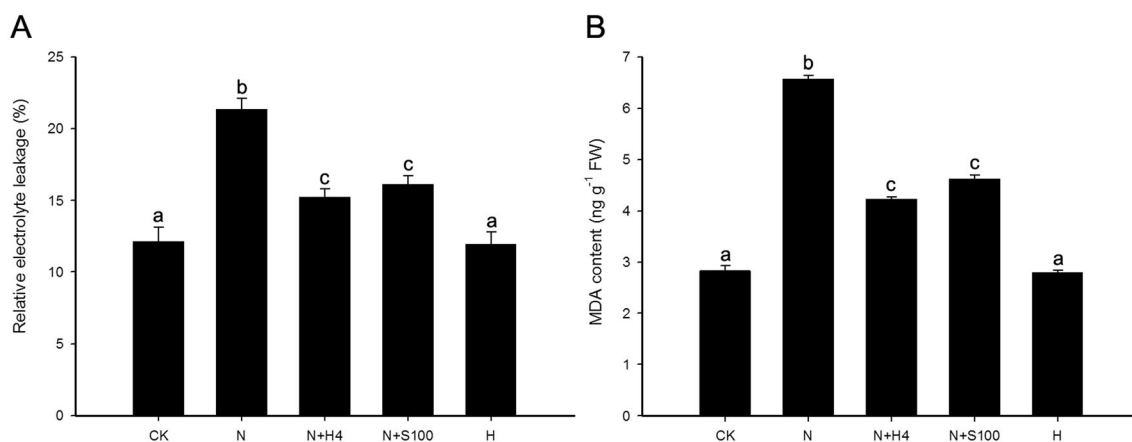 A
Relative electrolyte leakage (%)
25
20
15
10
5
0
a
b
c
c
a
CK
N
N+H4
N+S100
H
B
MDA content (ng g⁻¹ FW)
7
6
5
4
3
2
1
0
a
b
c
c
a
CK
N
N+H4
N+S100
H